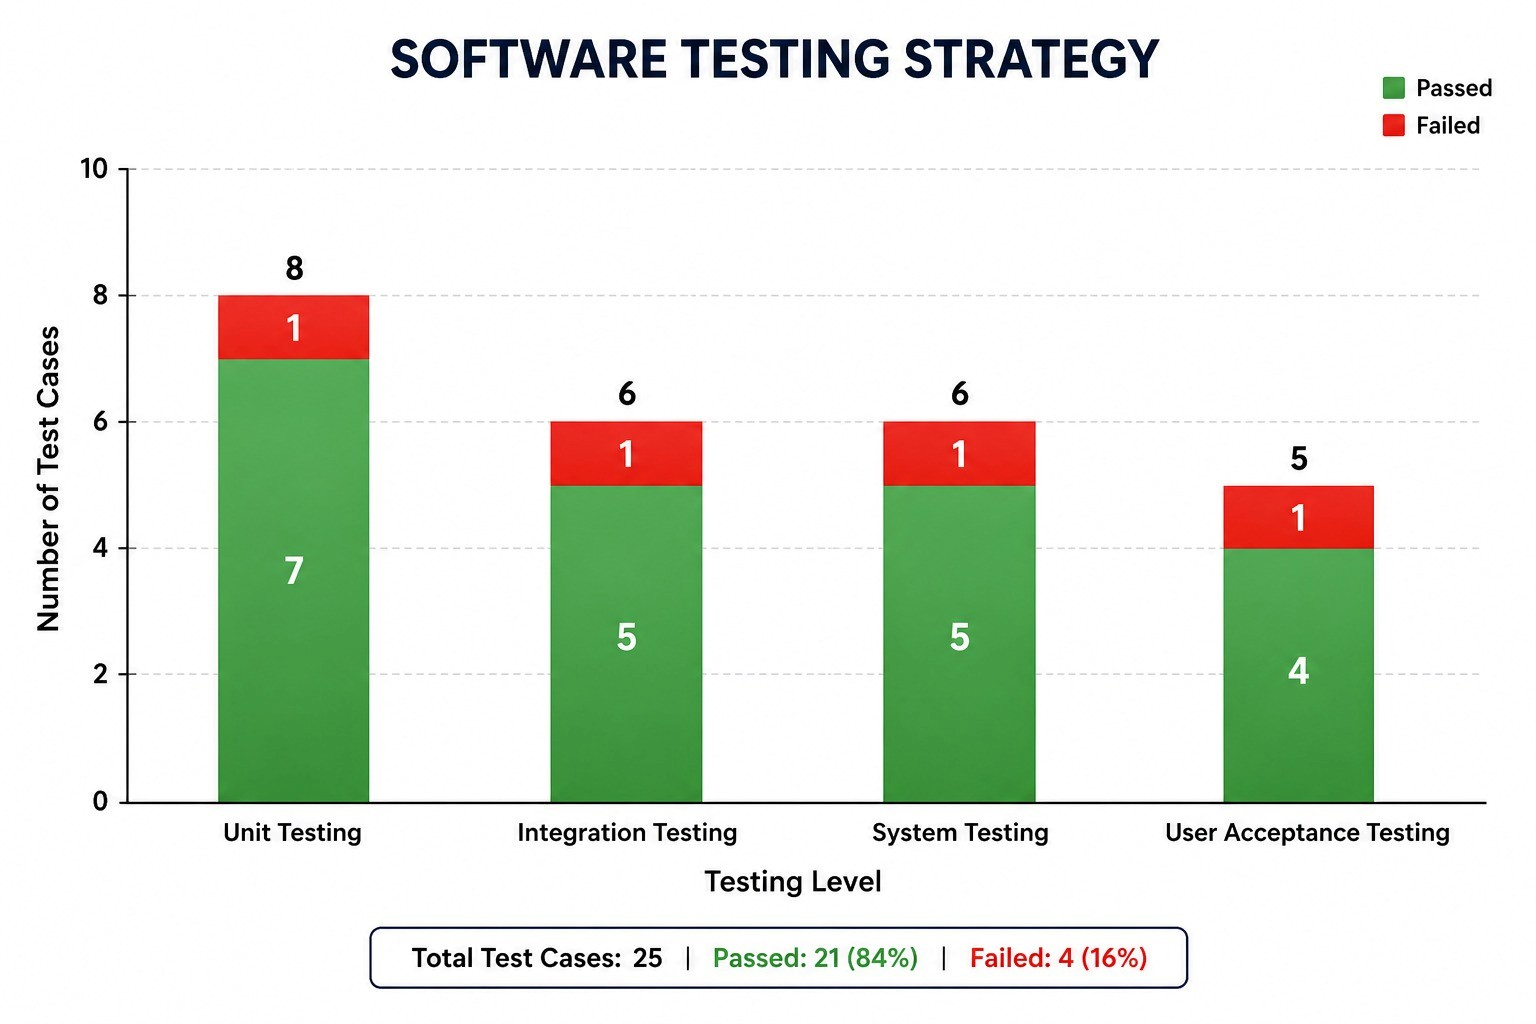 SOFTWARE TESTING STRATEGY
Passed
Failed
Number of Test Cases
10
8
6
4
2
0
8
1
7
6
1
5
6
1
5
5
1
4
Unit Testing
Integration Testing
System Testing
User Acceptance Testing
Testing Level
Total Test Cases: 25 | Passed: 21 (84%) | Failed: 4 (16%)